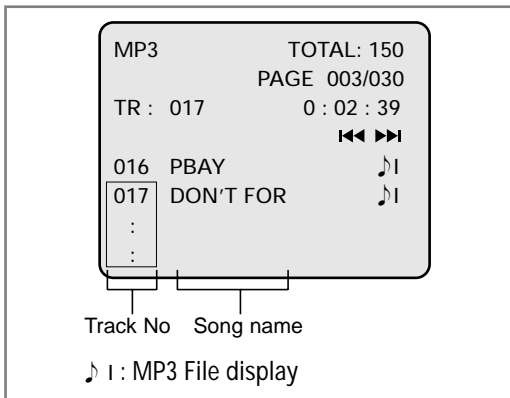 MP3 TOTAL: 150
PAGE 003/030
TR : 017 0 : 02 : 39
016 PBAY ♪I
017 DON'T FOR ♪I
:
:
Track No Song name
♪ I : MP3 File display